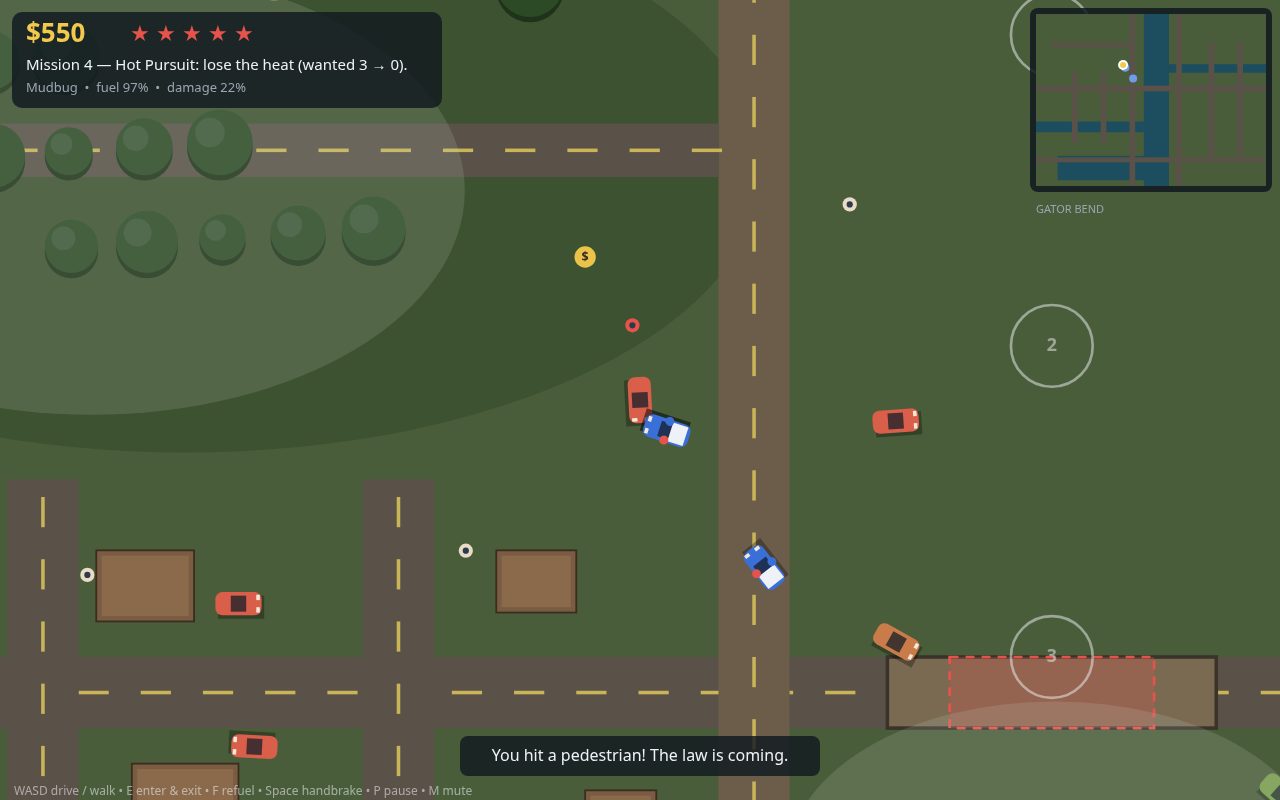 $550 ★ ★ ★ ★ ★
Mission 4 — Hot Pursuit: lose the heat (wanted 3 → 0).
Mudbug • fuel 97% • damage 22%
GATOR BEND
$
2
3
You hit a pedestrian! The law is coming.
WASD drive / walk • E enter & exit • F refuel • Space handbrake • P pause • M mute